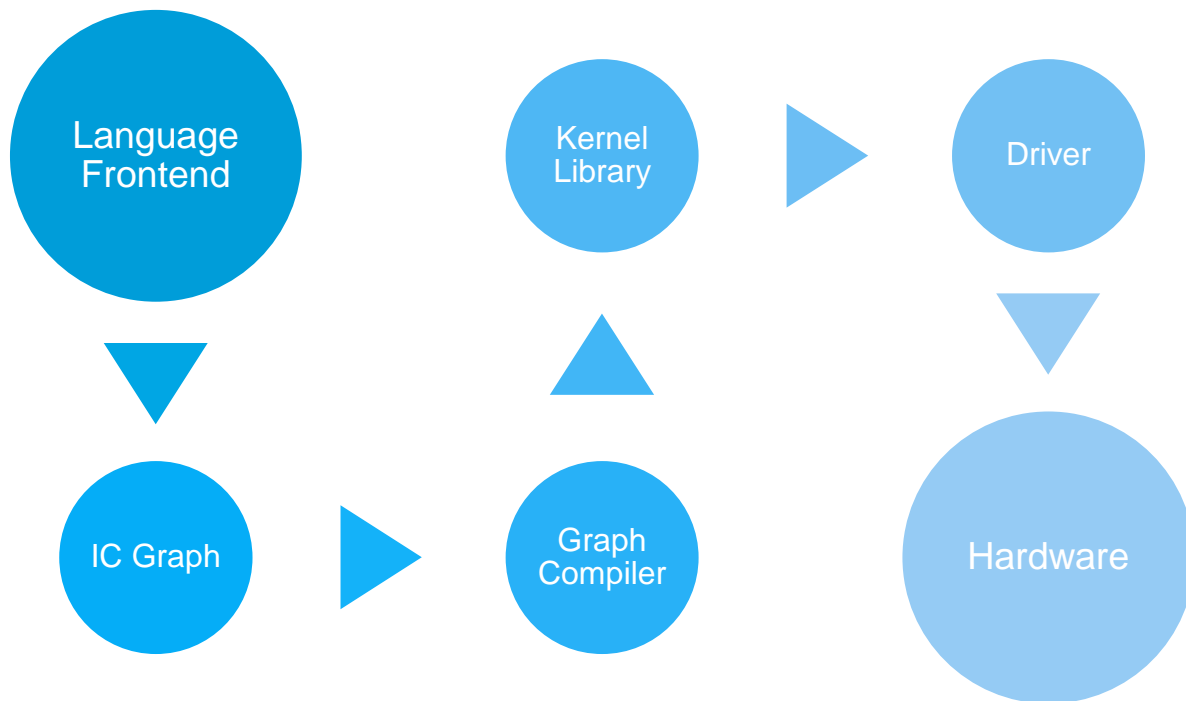 Language
Frontend
IC Graph
Graph
Compiler
Kernel
Library
Driver
Hardware